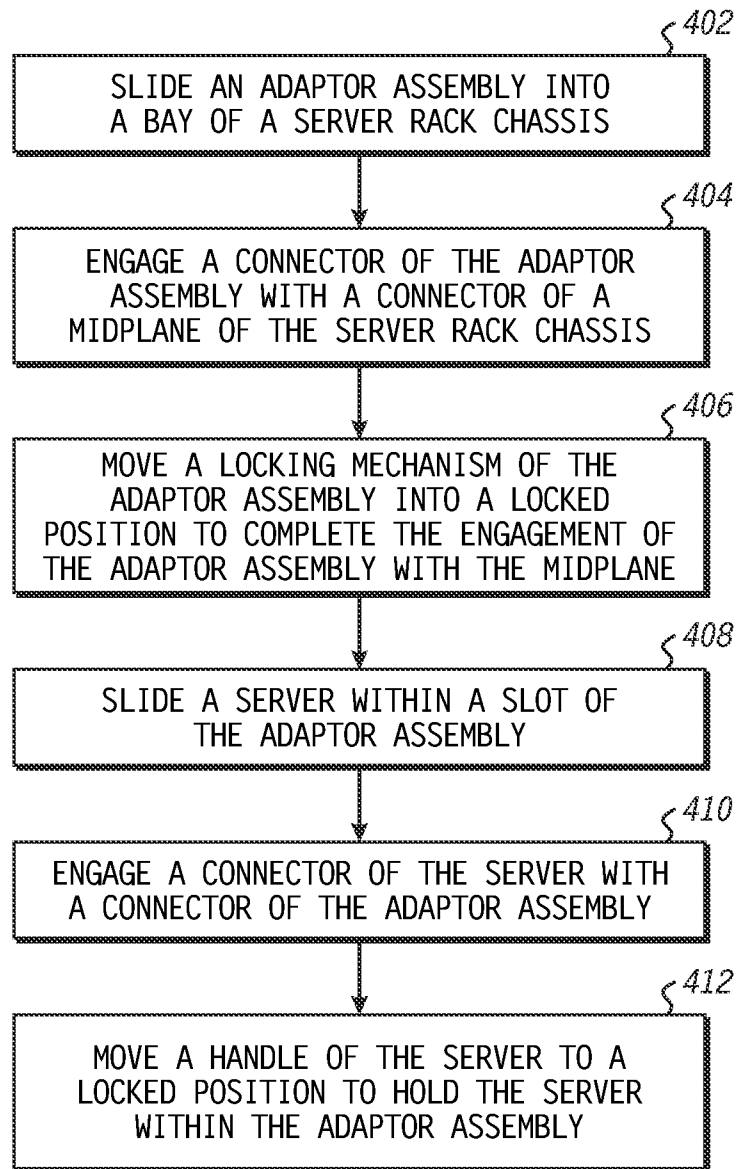 402
SLIDE AN ADAPTOR ASSEMBLY INTO
A BAY OF A SERVER RACK CHASSIS
404
ENGAGE A CONNECTOR OF THE ADAPTOR
ASSEMBLY WITH A CONNECTOR OF A
MIDPLANE OF THE SERVER RACK CHASSIS
406
MOVE A LOCKING MECHANISM OF THE
ADAPTOR ASSEMBLY INTO A LOCKED
POSITION TO COMPLETE THE ENGAGEMENT OF
THE ADAPTOR ASSEMBLY WITH THE MIDPLANE
408
SLIDE A SERVER WITHIN A SLOT OF
THE ADAPTOR ASSEMBLY
410
ENGAGE A CONNECTOR OF THE SERVER WITH
A CONNECTOR OF THE ADAPTOR ASSEMBLY
412
MOVE A HANDLE OF THE SERVER TO A
LOCKED POSITION TO HOLD THE SERVER
WITHIN THE ADAPTOR ASSEMBLY